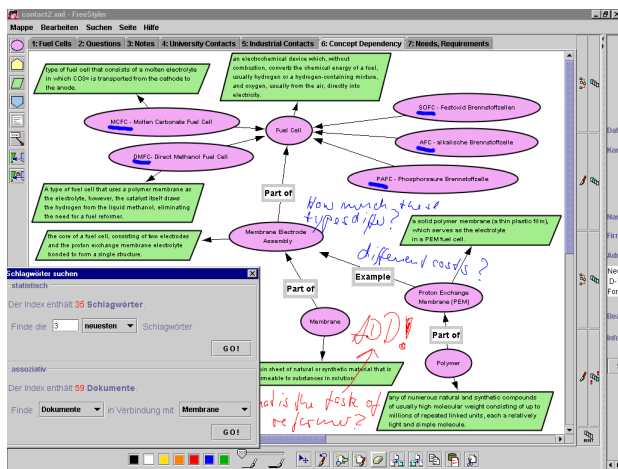 contact2.xml - FreeStyler
Mappe Bearbeiten Suchen Seite Hilfe
1: Fuel Cells 2: Questions 3: Notes 4: University Contacts 5: Industrial Contacts 6: Concept Dependency 7: Needs, Requirements
type of fuel cell that consists of a molten electrolyte
in which CO3= is transported from the cathode to
the anode.
an electrochemical device which, without
combustion, converts the chemical energy of a fuel,
usually hydrogen or a hydrogen-containing mixture,
and oxygen, usually from the air, directly into
electricity.
MCFC - Molten Carbonate Fuel Cell
DMFC- Direct Methanol Fuel Cell
Fuel Cell
SOFC - Festoxid Brennstoffzellen
AFC - alkalische Brennstoffzelle
PAFC - Phosphorsaure Brennstoffzelle
A type of fuel cell that uses a polymer membrane as
the electrolyte, however, the catalyst itself draws
the hydrogen from the liquid methanol, eliminating
the need for a fuel reformer.
Part of
How much these
types differ?
the core of a fuel cell, consisting of two electrodes
and the proton exchange membrane electrolyte
bonded to form a single structure.
Membrane Electrode
Assembly
a solid polymer membrane (a thin plastic film),
which serves as the electrolyte
in a PEM fuel cell.
different costs?
Example
Part of
Proton Exchange
Membrane (PEM)
Membrane
ADD!
Part of
Polymer
in sheet of natural or synthetic material that is
rmeable to substances in solution.
hat is the task of
reformer?
any of numerous natural and synthetic compounds
of usually high molecular weight consisting of up to
millions of repeated linked units, each a relatively
light and simple molecule.
Schlagwörter suchen
statistisch
Der Index enthält 35 Schlagwörter.
Finde die 3 neuesten Schlagwörter
GO!
assoziativ
Der Index enthält 59 Dokumente.
Finde Dokumente in Verbindung mit Membrane
GO!
Dat
Kor
Nar
Firr
Adr
Neu
D-
For
Bea
Info